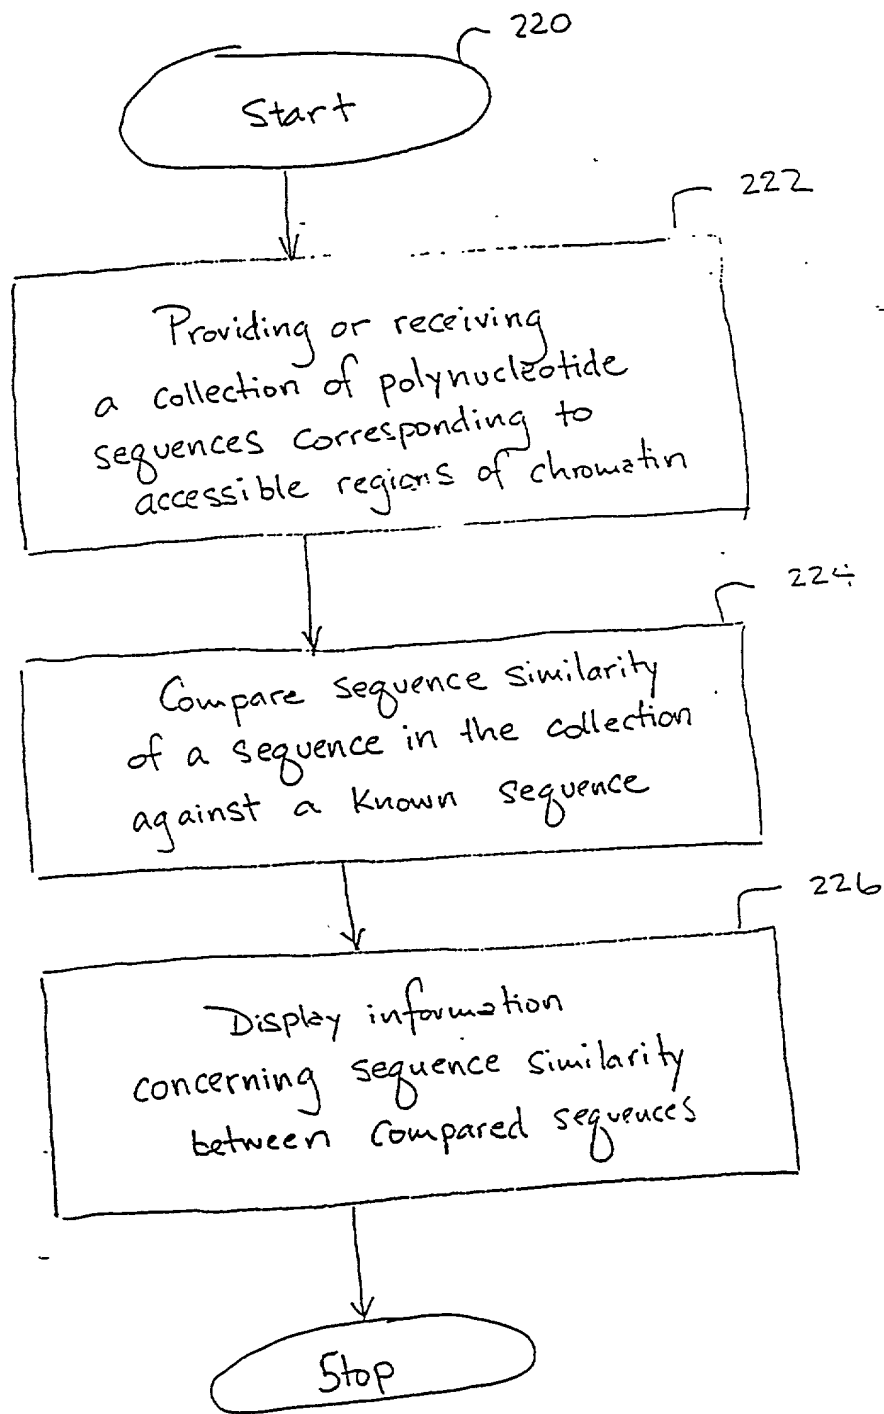 220
Start
222
Providing or receiving
a collection of polynucleotide
sequences corresponding to
accessible regions of chromatin
224
Compare sequence similarity
of a sequence in the collection
against a known sequence
226
Display information
concerning sequence similarity
between compared sequences
Stop